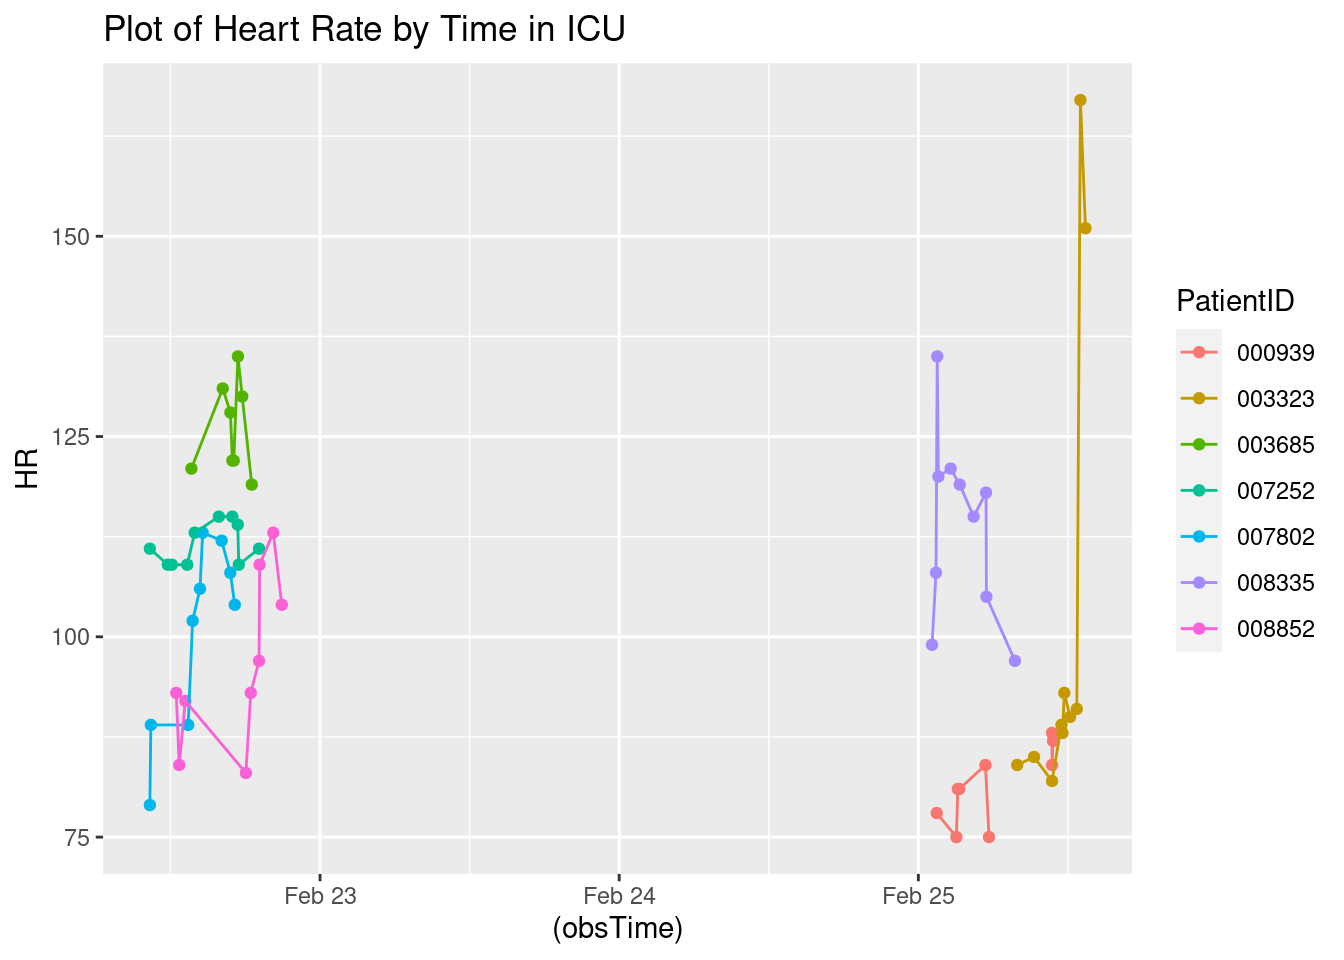 Plot of Heart Rate by Time in ICU
HR
150
125
100
75
Feb 23
Feb 24
Feb 25
(obsTime)
PatientID
000939
003323
003685
007252
007802
008335
008852